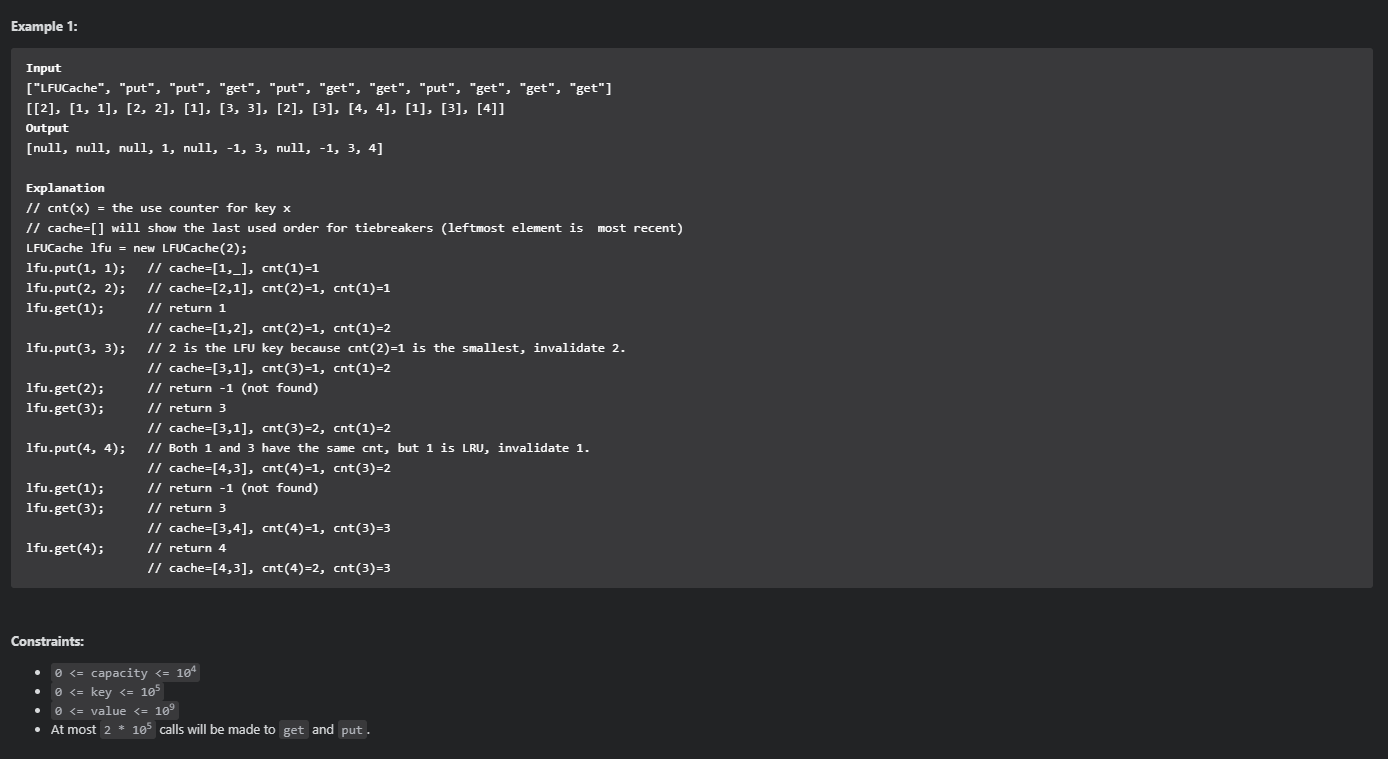 Example 1:
Input
["LFUCache", "put", "put", "get", "put", "get", "get", "put", "get", "get", "get"]
[[2], [1, 1], [2, 2], [1], [3, 3], [2], [3], [4, 4], [1], [3], [4]]
Output
[null, null, null, 1, null, -1, 3, null, -1, 3, 4]
Explanation
// cnt(x) = the use counter for key x
// cache=[] will show the last used order for tiebreakers (leftmost element is  most recent)
LFUCache lfu = new LFUCache(2);
lfu.put(1, 1);   // cache=[1,_], cnt(1)=1
lfu.put(2, 2);   // cache=[2,1], cnt(2)=1, cnt(1)=1
lfu.get(1);      // return 1
                 // cache=[1,2], cnt(2)=1, cnt(1)=2
lfu.put(3, 3);   // 2 is the LFU key because cnt(2)=1 is the smallest, invalidate 2.
                 // cache=[3,1], cnt(3)=1, cnt(1)=2
lfu.get(2);      // return -1 (not found)
lfu.get(3);      // return 3
                 // cache=[3,1], cnt(3)=2, cnt(1)=2
lfu.put(4, 4);   // Both 1 and 3 have the same cnt, but 1 is LRU, invalidate 1.
                 // cache=[4,3], cnt(4)=1, cnt(3)=2
lfu.get(1);      // return -1 (not found)
lfu.get(3);      // return 3
                 // cache=[3,4], cnt(4)=1, cnt(3)=3
lfu.get(4);      // return 4
                 // cache=[4,3], cnt(4)=2, cnt(3)=3
Constraints:
• 0 <= capacity <= 10⁴
• 0 <= key <= 10⁵
• 0 <= value <= 10⁹
• At most 2 * 10⁵ calls will be made to get and put.